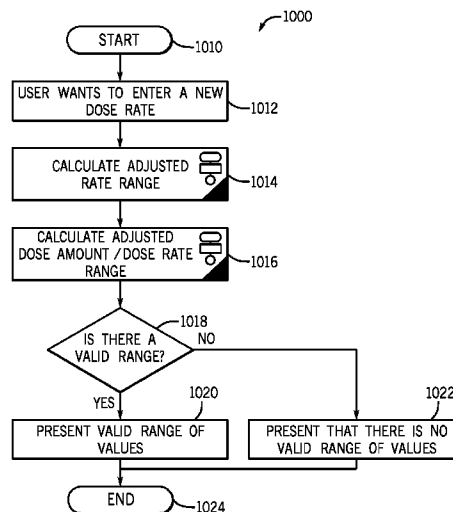 1000
START
1010
USER WANTS TO ENTER A NEW
DOSE RATE
1012
CALCULATE ADJUSTED
RATE RANGE
1014
CALCULATE ADJUSTED
DOSE AMOUNT/DOSE RATE
RANGE
1016
IS THERE A
VALID RANGE?
1018
NO
YES
1020
PRESENT VALID RANGE OF
VALUES
1022
PRESENT THAT THERE IS NO
VALID RANGE OF VALUES
END
1024